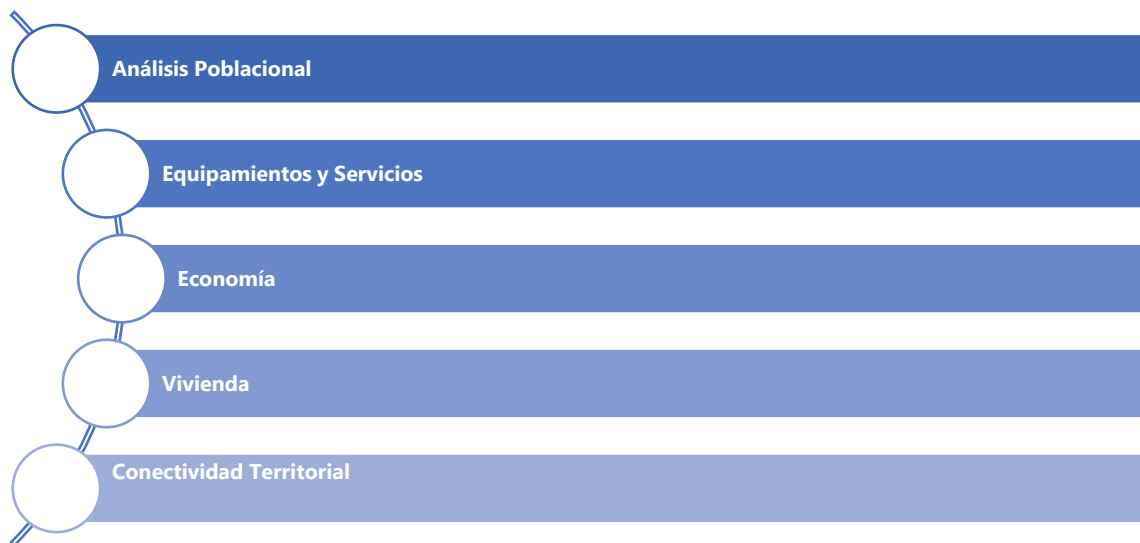 Análisis Poblacional
Equipamientos y Servicios
Economía
Vivienda
Conectividad Territorial